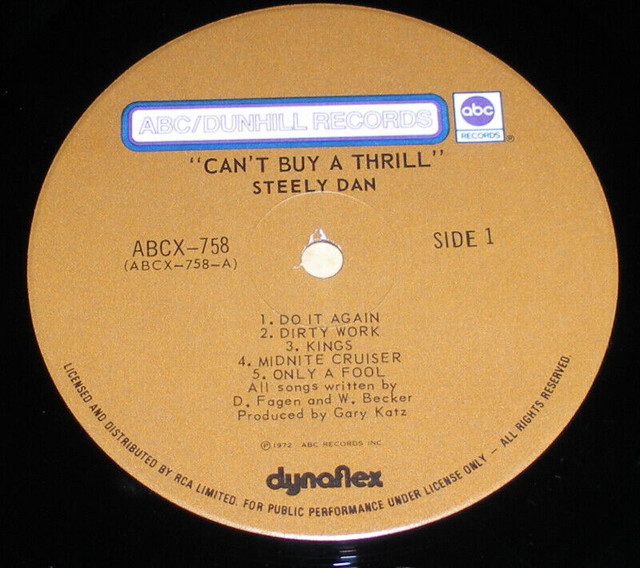 ABC/DUNHILL RECORDS
abc
RECORDS ®
"CAN'T BUY A THRILL"
STEELY DAN
ABCX-758
(ABCX-758-A)
SIDE 1
1. DO IT AGAIN
2. DIRTY WORK
3. KINGS
4. MIDNITE CRUISER
5. ONLY A FOOL
All songs written by
D. Fagen and W. Becker
Produced by Gary Katz
℗ 1972 ABC RECORDS INC
dynaflex
LICENSED AND DISTRIBUTED BY RCA LIMITED. FOR PUBLIC PERFORMANCE UNDER LICENSE ONLY – ALL RIGHTS RESERVED.